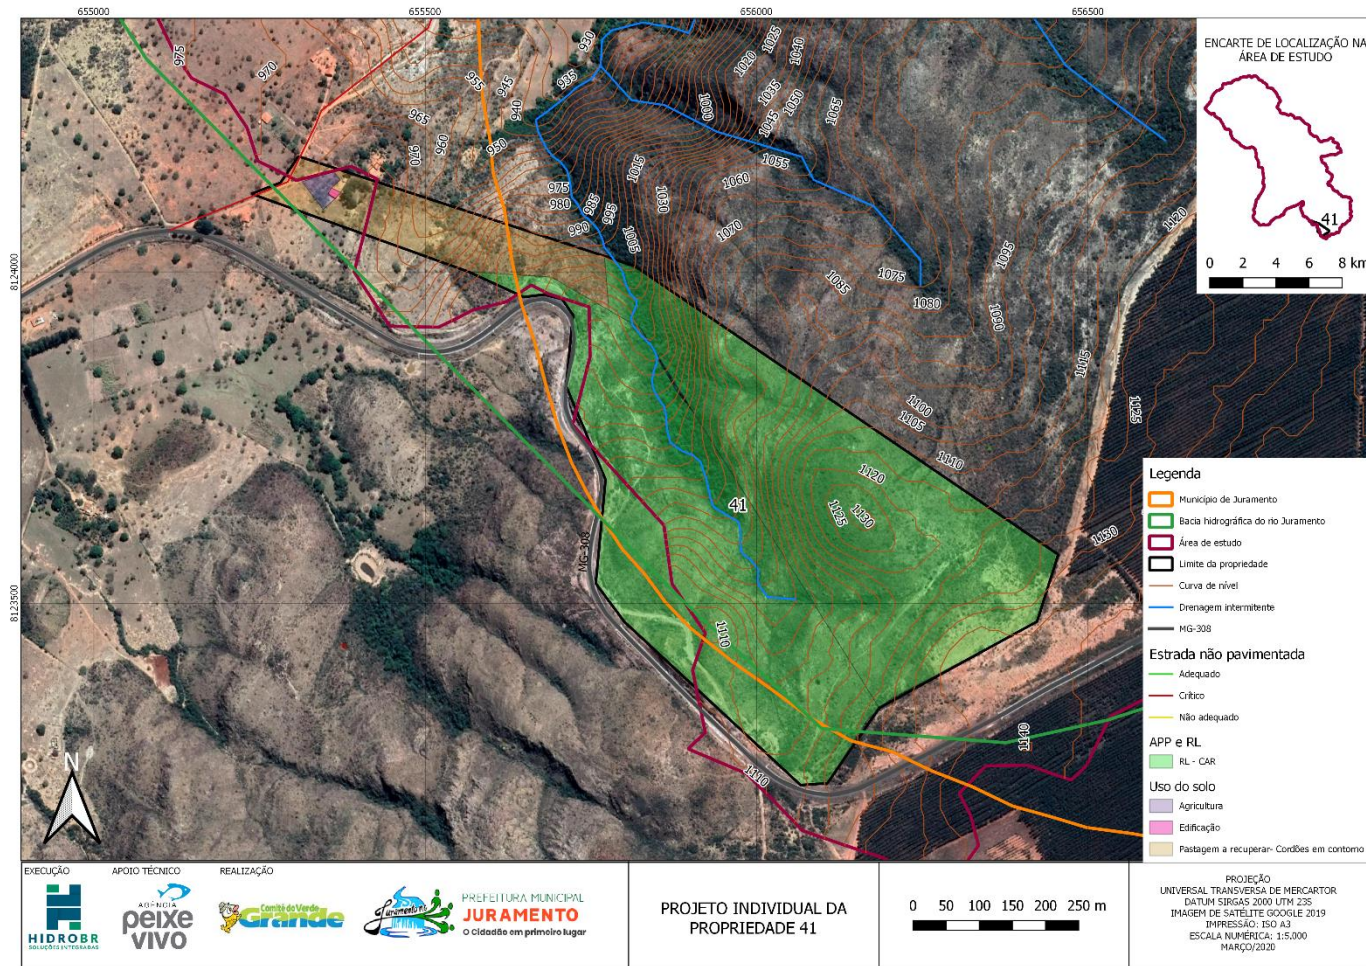 655000
655500
656000
656500
8124000
8123500
975
970
965
970
960
955
945
940
950
930
935
975
980
990
985
995
1005
1015
1030
1000
1020
1025
1040
1035
1050
1045
1065
1055
1060
1070
1075
1080
1085
1095
1090
1120
1115
1125
1100
1105
1110
1120
1125
1130
1130
1110
1110
1140
41
MG-308
ENCARTE DE LOCALIZAÇÃO NA
ÁREA DE ESTUDO
41
0 2 4 6 8 km
Legenda
Município de Juramento
Bacia hidrográfica do rio Juramento
Área de estudo
Limite da propriedade
Curva de nível
Drenagem intermitente
MG-308
Estrada não pavimentada
Adequado
Crítico
Não adequado
APP e RL
RL - CAR
Uso do solo
Agricultura
Edificação
Pastagem a recuperar- Cordões em contorno
N
EXECUÇÃO
HIDROBR
SOLUÇÕES INTEGRADAS
APOIO TÉCNICO
AGÊNCIA
peixe
vivo
REALIZAÇÃO
Comitê do Verde
Grande
Juramento
PREFEITURA MUNICIPAL
JURAMENTO
O Cidadão em primeiro lugar
PROJETO INDIVIDUAL DA
PROPRIEDADE 41
0 50 100 150 200 250 m
PROJEÇÃO
UNIVERSAL TRANSVERSA DE MERCARTOR
DATUM SIRGAS 2000 UTM 23S
IMAGEM DE SATÉLITE GOOGLE 2019
IMPRESSÃO: ISO A3
ESCALA NUMÉRICA: 1:5.000
MARÇO/2020